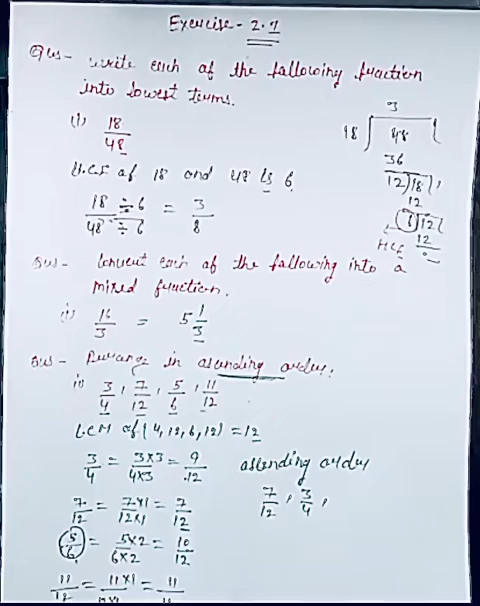 Exercise - 2.1
Qus - write each of the following fraction
into lowest terms.
(i) 18/48
H.C.F of 18 and 48 is 6
18 ÷ 6 / 48 ÷ 6 = 3/8
3
18 ) 48 (
36
12 ) 18 ( 1
12
6 ) 12 (
HCF 12
Qus - Convert each of the following into a
mixed fraction.
(i) 16/3 = 5 1/3
Qus - Arrange in ascending order.
(i) 3/4, 7/12, 5/6, 11/12
LCM of (4, 12, 6, 12) = 12
3/4 = 3×3/4×3 = 9/12 ascending order
7/12 = 7×1/12×1 = 7/12 7/12, 3/4,
5/6 = 5×2/6×2 = 10/12
11/12 = 11×1 = 11